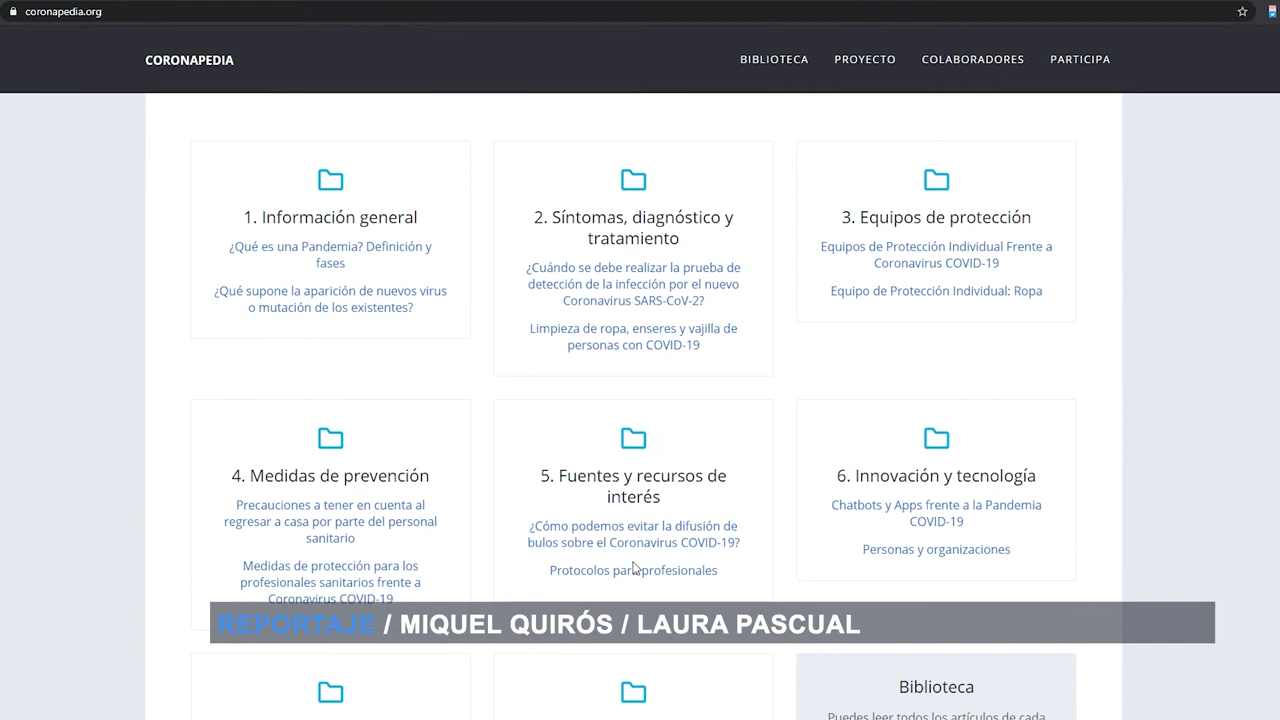 coronapedia.org
CORONAPEDIA
BIBLIOTECA
PROYECTO
COLABORADORES
PARTICIPA
1. Información general
¿Qué es una Pandemia? Definición y
fases
¿Qué supone la aparición de nuevos virus
o mutación de los existentes?
2. Síntomas, diagnóstico y
tratamiento
¿Cuándo se debe realizar la prueba de
detección de la infección por el nuevo
Coronavirus SARS-CoV-2?
Limpieza de ropa, enseres y vajilla de
personas con COVID-19
3. Equipos de protección
Equipos de Protección Individual Frente a
Coronavirus COVID-19
Equipo de Protección Individual: Ropa
4. Medidas de prevención
Precauciones a tener en cuenta al
regresar a casa por parte del personal
sanitario
Medidas de protección para los
profesionales sanitarios frente a
Coronavirus COVID-19
5. Fuentes y recursos de
interés
¿Cómo podemos evitar la difusión de
bulos sobre el Coronavirus COVID-19?
Protocolos para profesionales
6. Innovación y tecnología
Chatbots y Apps frente a la Pandemia
COVID-19
Personas y organizaciones
REPORTAJE / MIQUEL QUIRÓS / LAURA PASCUAL
Biblioteca
Puedes leer todos los artículos de cada